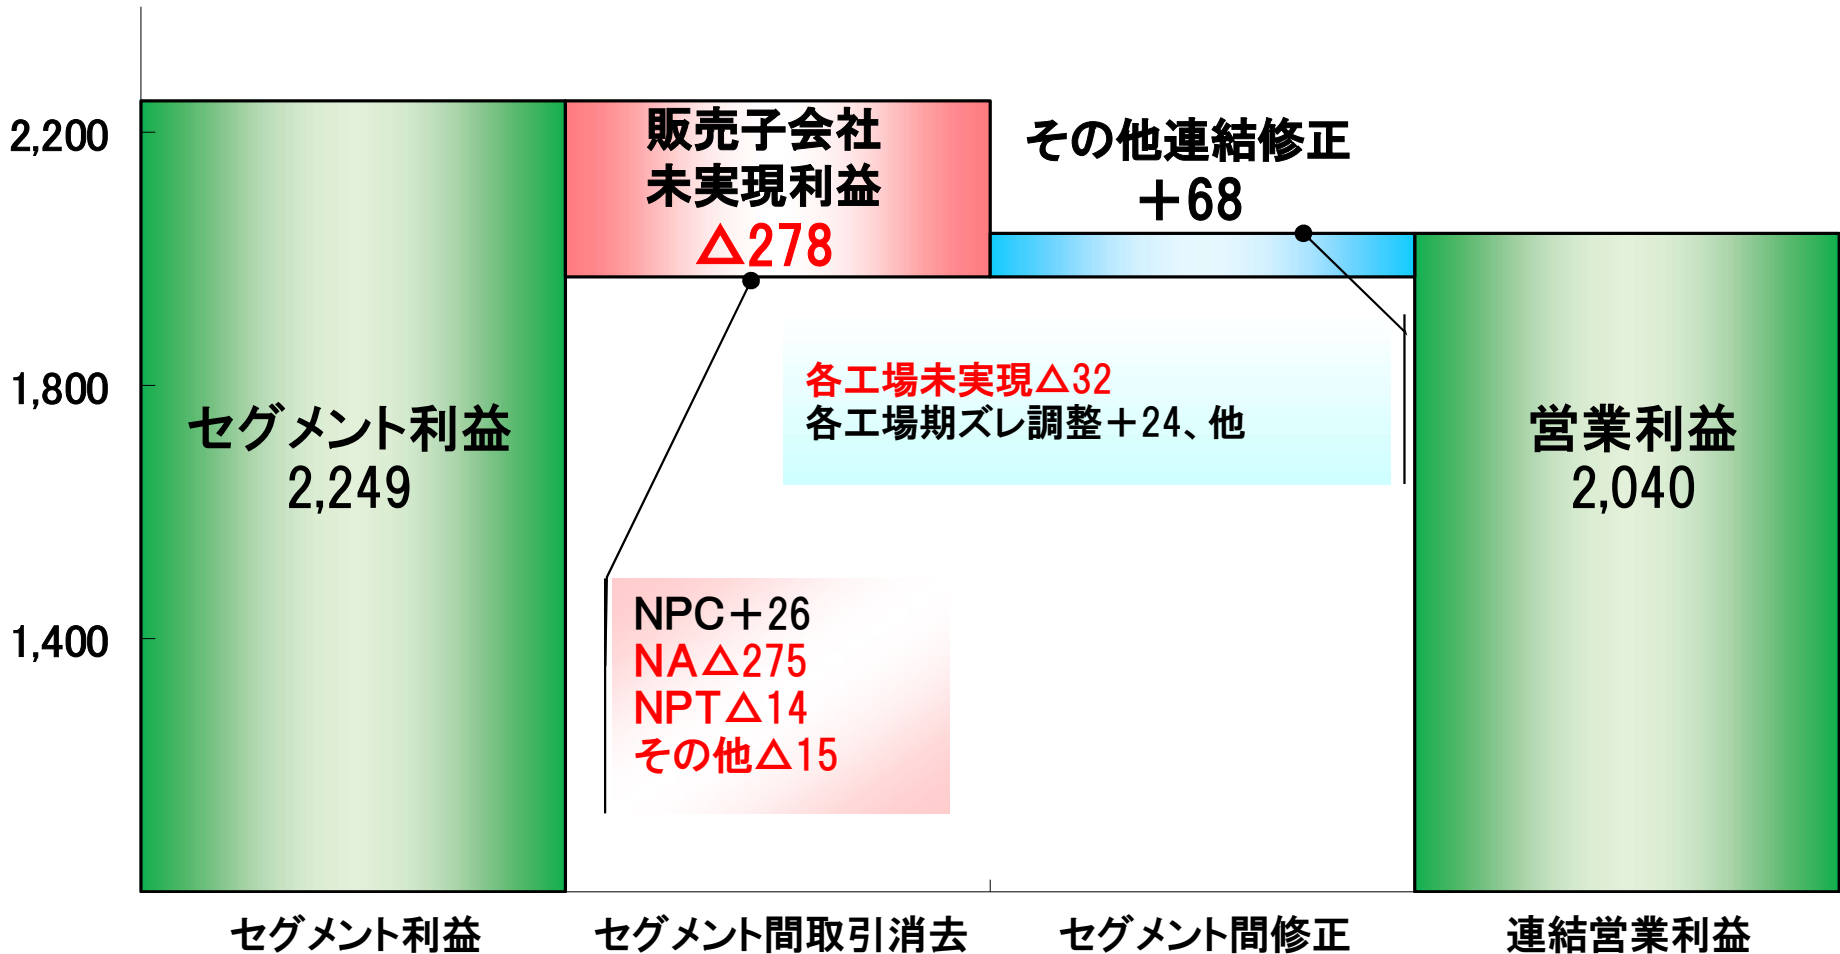 2,200
1,800
1,400
セグメント利益
2,249
販売子会社
未実現利益
△278
その他連結修正
＋68
各工場未実現△32
各工場期ズレ調整＋24、他
NPC＋26
NA△275
NPT△14
その他△15
営業利益
2,040
セグメント利益
セグメント間取引消去
セグメント間修正
連結営業利益